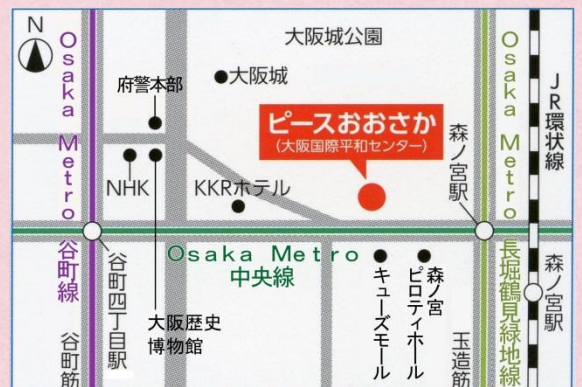 N
大阪城公園
Osaka Metro 谷町線
府警本部
大阪城
ピースおおさか
(大阪国際平和センター)
森ノ宮駅
Osaka Metro 長堀鶴見緑地線
JR環状線
NHK
KKRホテル
Osaka Metro
中央線
谷町四丁目駅
大阪歴史
博物館
キューズモール
森ノ宮
ピロティホール
森ノ宮駅
谷町筋
玉造筋